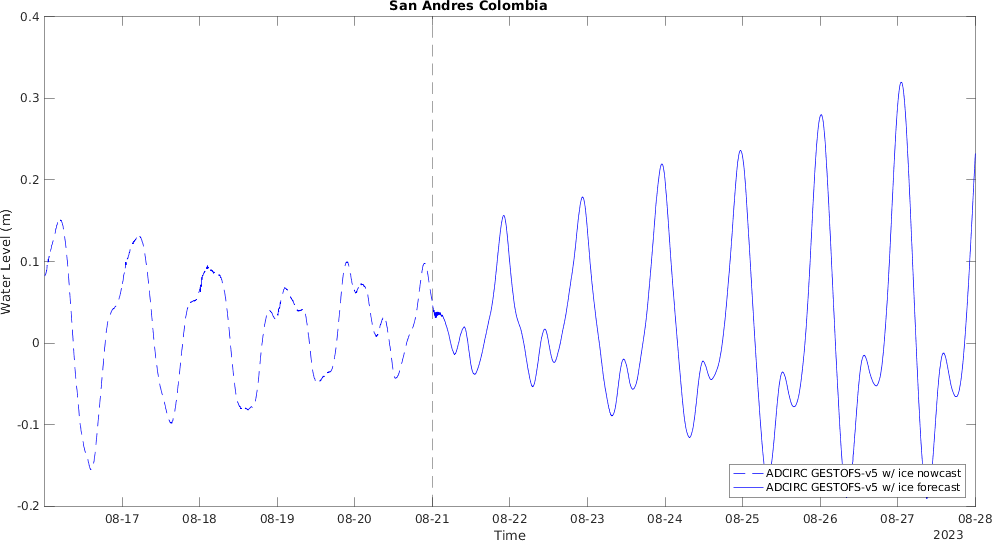 San Andres Colombia
Water Level (m)
0.4
0.3
0.2
0.1
0
-0.1
-0.2
ADCIRC GESTOFS-v5 w/ ice nowcast
ADCIRC GESTOFS-v5 w/ ice forecast
08-17 08-18 08-19 08-20 08-21 08-22 08-23 08-24 08-25 08-26 08-27 08-28
Time
2023